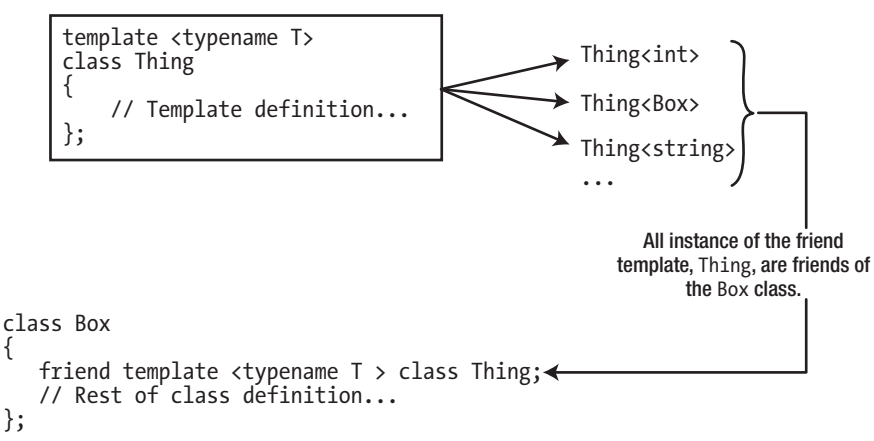 template <typename T>
class Thing
{
    // Template definition...
};
Thing<int>
Thing<Box>
Thing<string>
...
All instance of the friend
template, Thing, are friends of
the Box class.
class Box
{
    friend template <typename T > class Thing;
    // Rest of class definition...
};